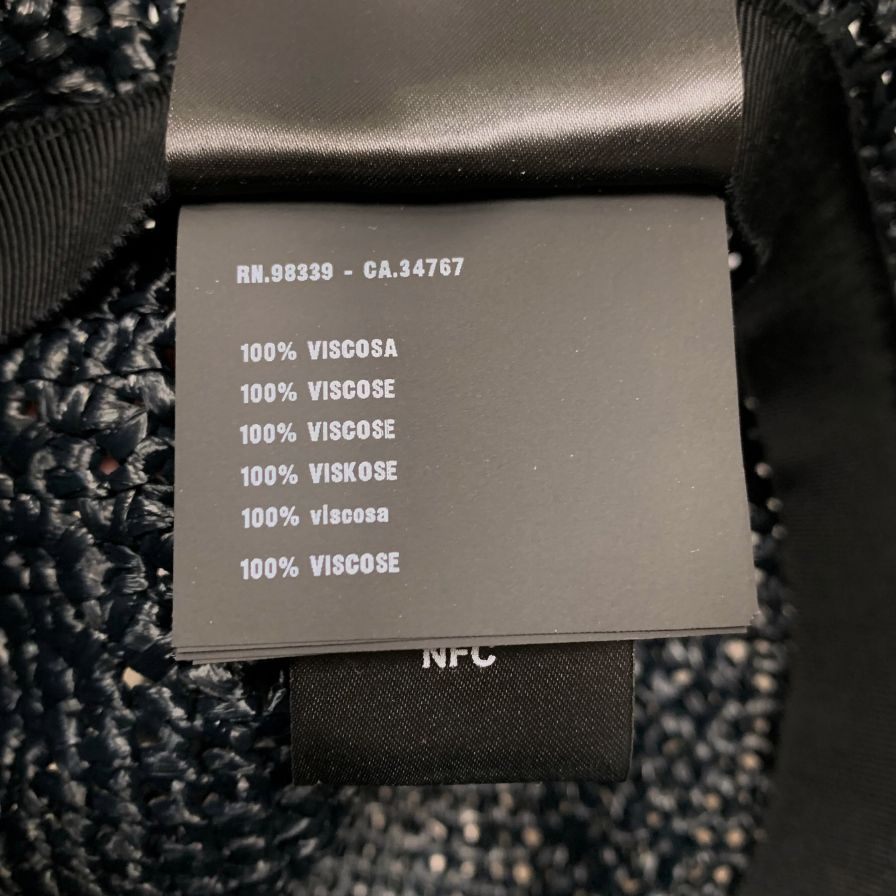 RN.98339 - CA.34767
100% VISCOSA
100% VISCOSE
100% VISCOSE
100% VISKOSE
100% viscosa
100% VISCOSE
NFC